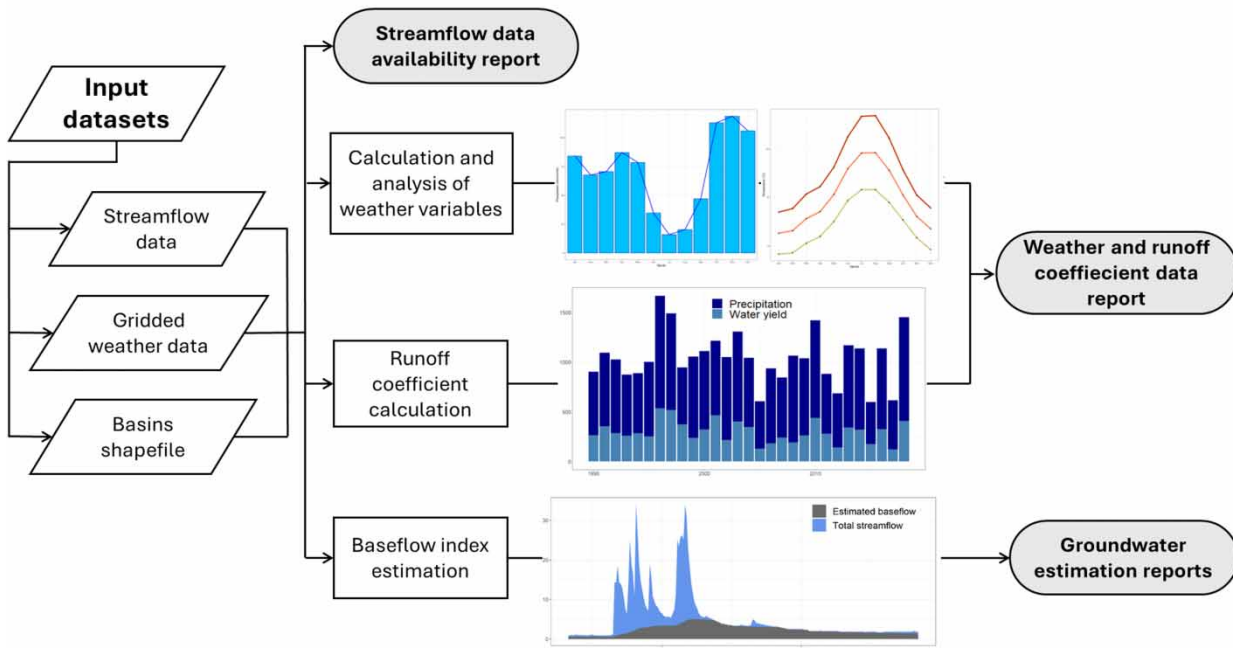 Streamflow data
availability report
Input
datasets
Calculation and
analysis of
weather variables
Streamflow
data
Weather and runoff
coeffiecient data
report
Gridded
weather data
Precipitation
Water yield
1500
1000
500
0
1990
2000
2010
Runoff
coefficient
calculation
Basins
shapefile
Estimated baseflow
Total streamflow
30
20
10
0
Baseflow index
estimation
Groundwater
estimation reports